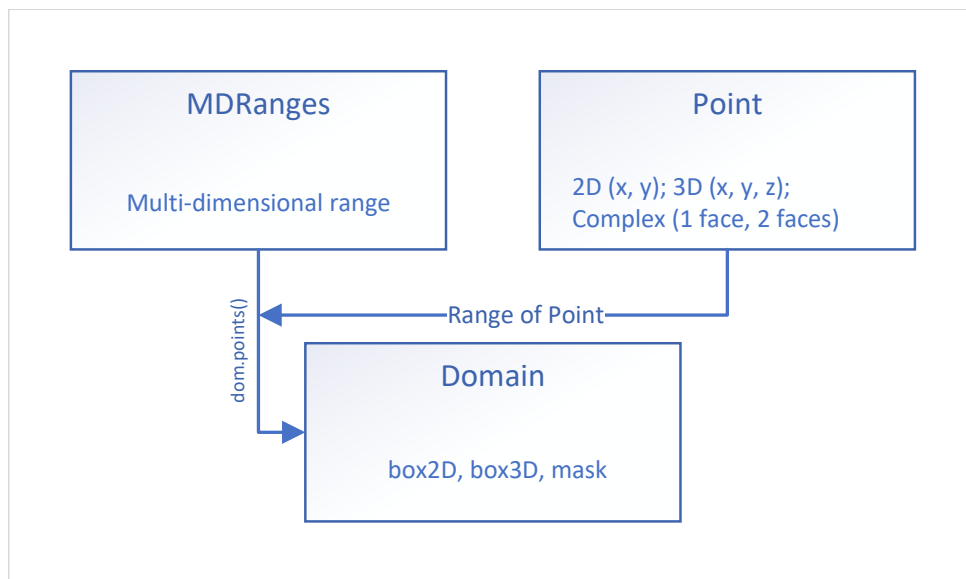 MDRanges
Multi-dimensional range
Point
2D (x, y); 3D (x, y, z);
Complex (1 face, 2 faces)
dom.points()
Range of Point
Domain
box2D, box3D, mask